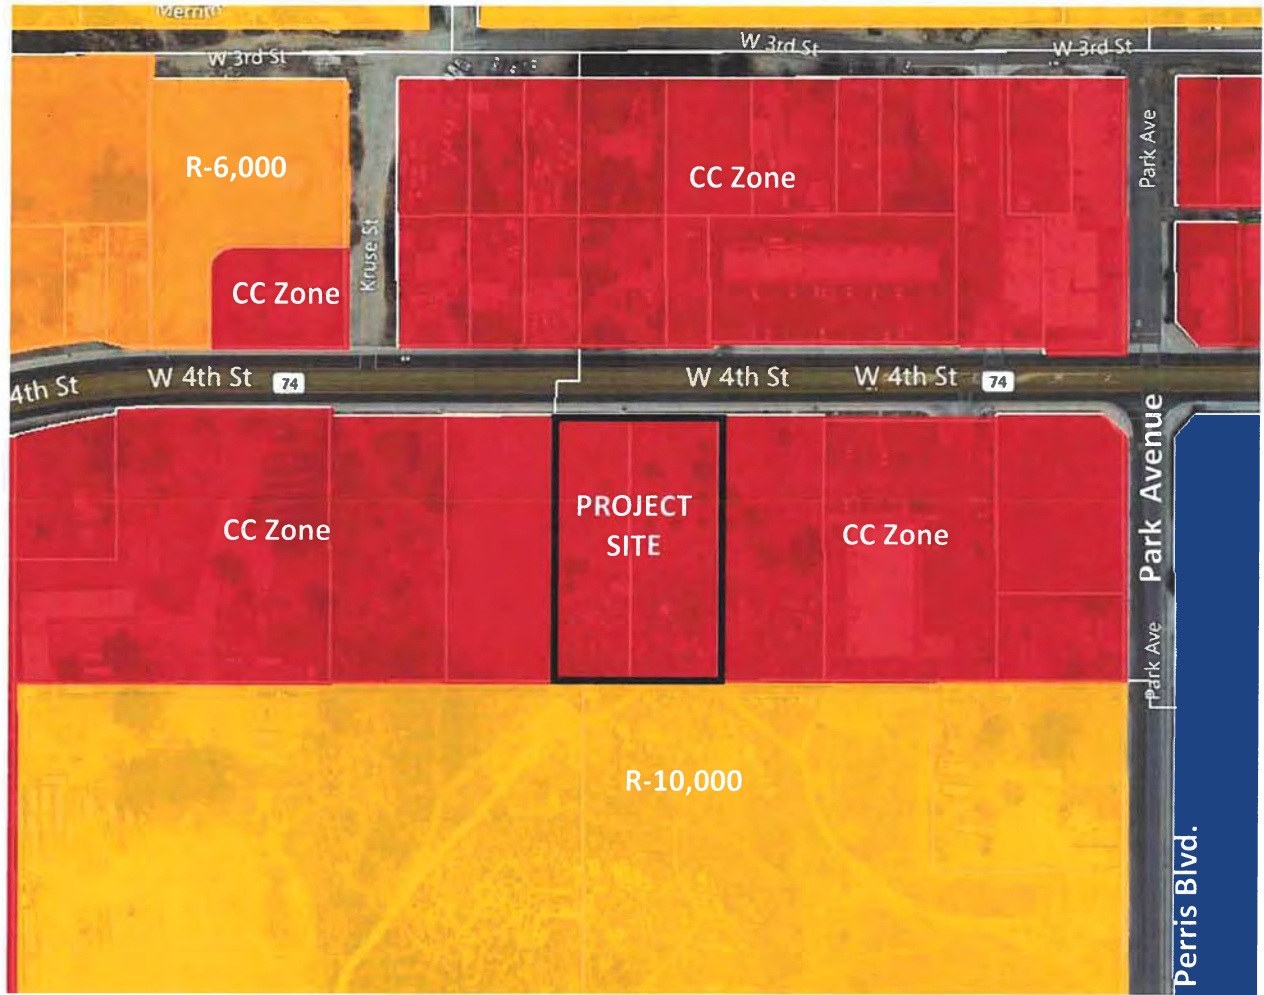 Merritt
W 3rd St
W 3rd St
W 3rd St
R-6,000
CC Zone
Park Ave
Kruse St
CC Zone
4th St
W 4th St
74
W 4th St
W 4th St
74
Park Avenue
PROJECT
SITE
CC Zone
CC Zone
Park Ave
R-10,000
Perris Blvd.